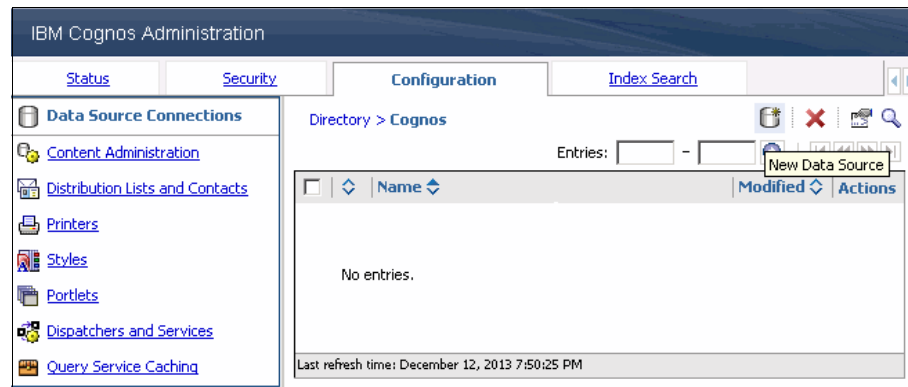 IBM Cognos Administration
Status Security Configuration Index Search
Data Source Connections
Content Administration
Distribution Lists and Contacts
Printers
Styles
Portlets
Dispatchers and Services
Query Service Caching
Directory > Cognos
Entries: -
New Data Source
Name Modified Actions
No entries.
Last refresh time: December 12, 2013 7:50:25 PM